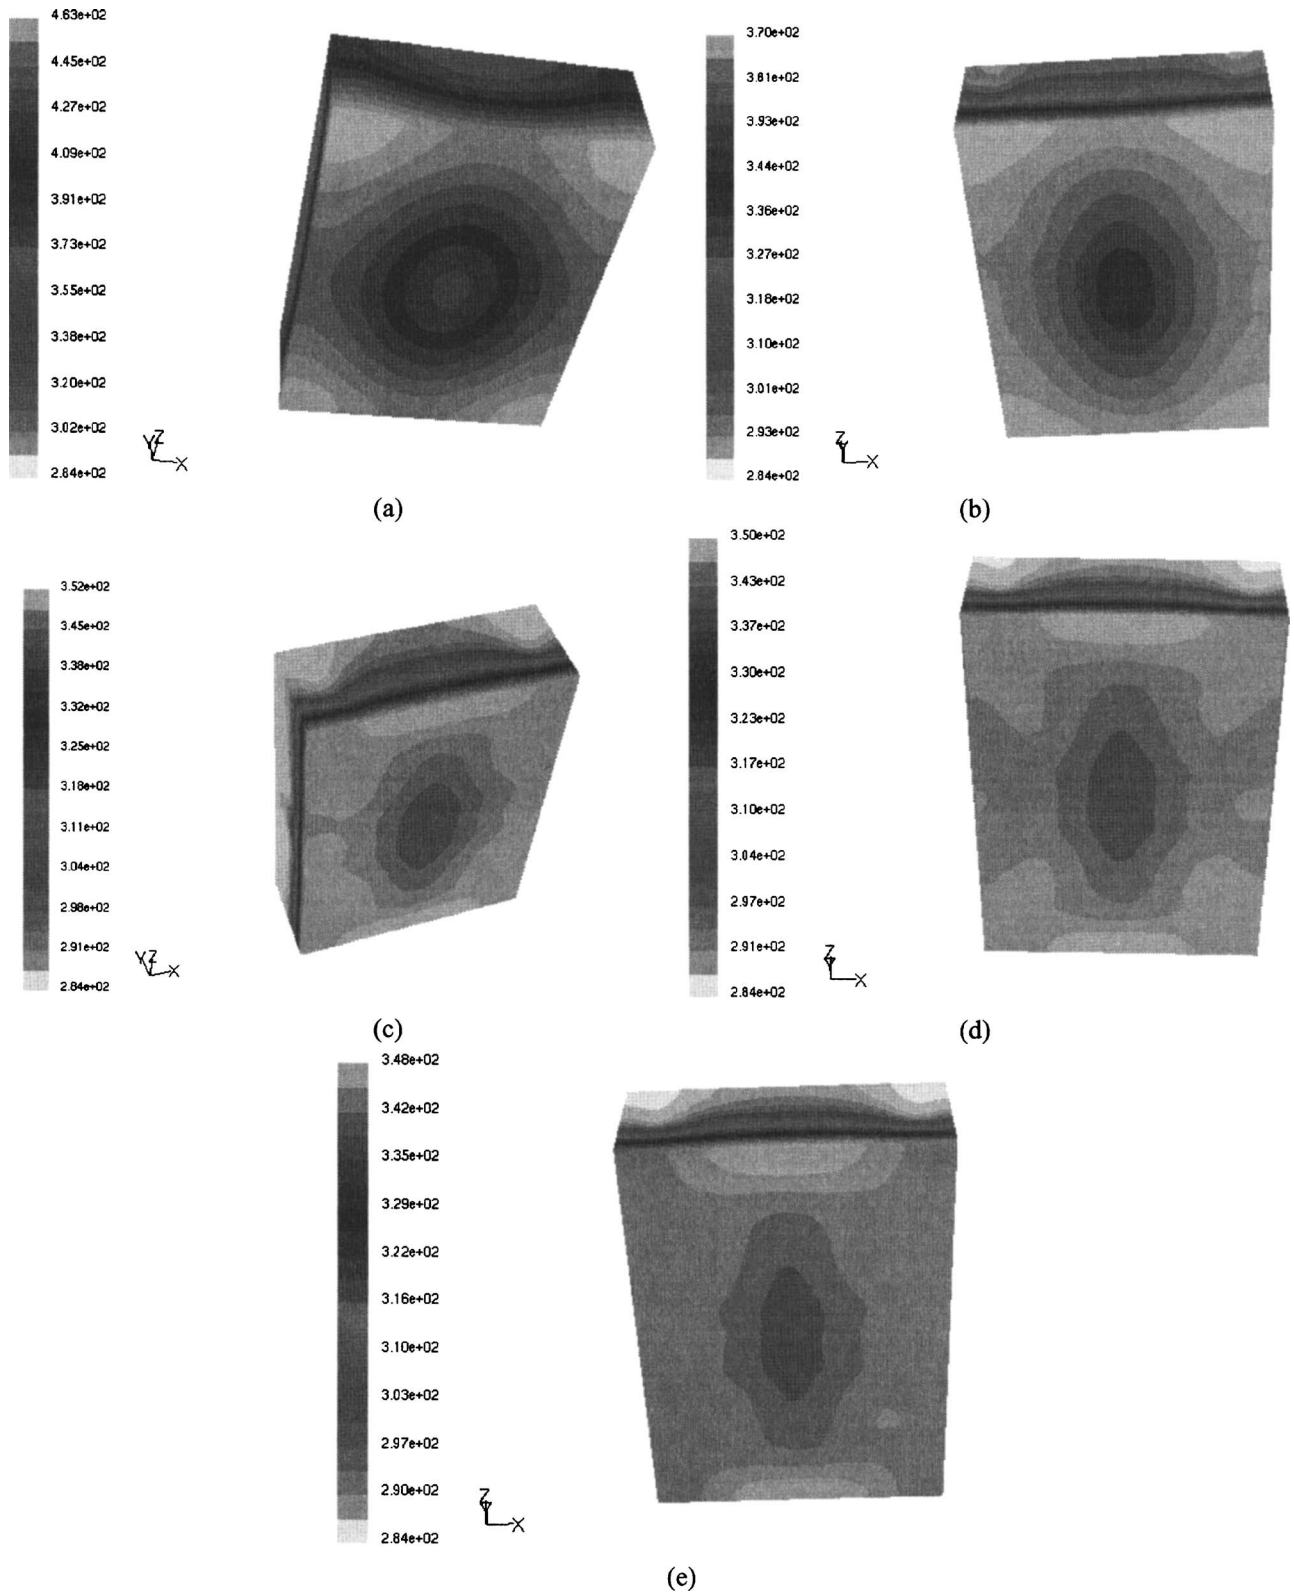 4.63e+02
4.45e+02
4.27e+02
4.09e+02
3.91e+02
3.73e+02
3.55e+02
3.38e+02
3.20e+02
3.02e+02
2.84e+02
Y Z X
(a)
3.70e+02
3.61e+02
3.93e+02
3.44e+02
3.36e+02
3.27e+02
3.18e+02
3.10e+02
3.01e+02
2.93e+02
2.84e+02
Z Y X
(b)
3.52e+02
3.45e+02
3.38e+02
3.32e+02
3.25e+02
3.18e+02
3.11e+02
3.04e+02
2.98e+02
2.91e+02
2.84e+02
Y Z X
(c)
3.50e+02
3.43e+02
3.37e+02
3.30e+02
3.23e+02
3.17e+02
3.10e+02
3.04e+02
2.97e+02
2.91e+02
2.84e+02
Z Y X
(d)
3.48e+02
3.42e+02
3.35e+02
3.29e+02
3.22e+02
3.16e+02
3.10e+02
3.03e+02
2.97e+02
2.90e+02
2.84e+02
Z Y X
(e)